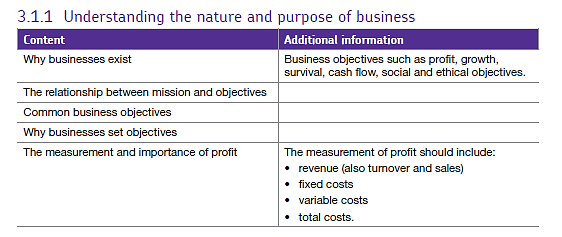 3.1.1 Understanding the nature and purpose of business
Content
Additional information
Why businesses exist
Business objectives such as profit, growth,
survival, cash flow, social and ethical objectives.
The relationship between mission and objectives
Common business objectives
Why businesses set objectives
The measurement and importance of profit
The measurement of profit should include:
• revenue (also turnover and sales)
• fixed costs
• variable costs
• total costs.